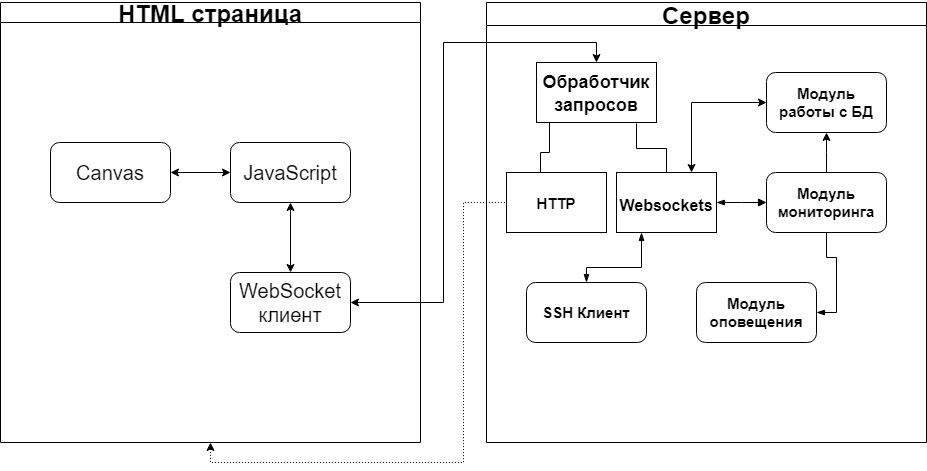 HTML страница
Canvas
JavaScript
WebSocket
клиент
Сервер
Обработчик
запросов
Модуль
работы с БД
HTTP
Websockets
Модуль
мониторинга
SSH Клиент
Модуль
оповещения